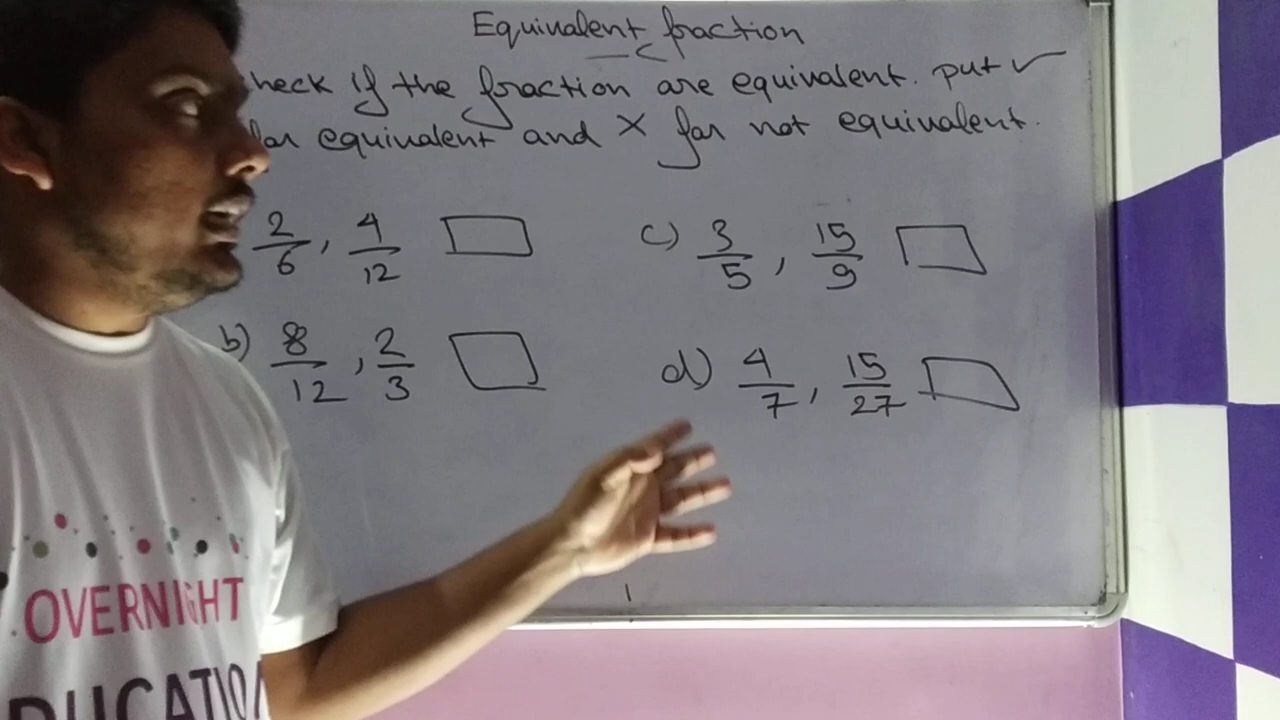 Equivalent fraction
heck if the fraction are equivalent. put ✓
for equivalent and X for not equivalent.
2/6, 4/12
c) 3/5, 15/9
b) 8/12, 2/3
d) 4/7, 15/27
OVERNIGHT
DUCATION